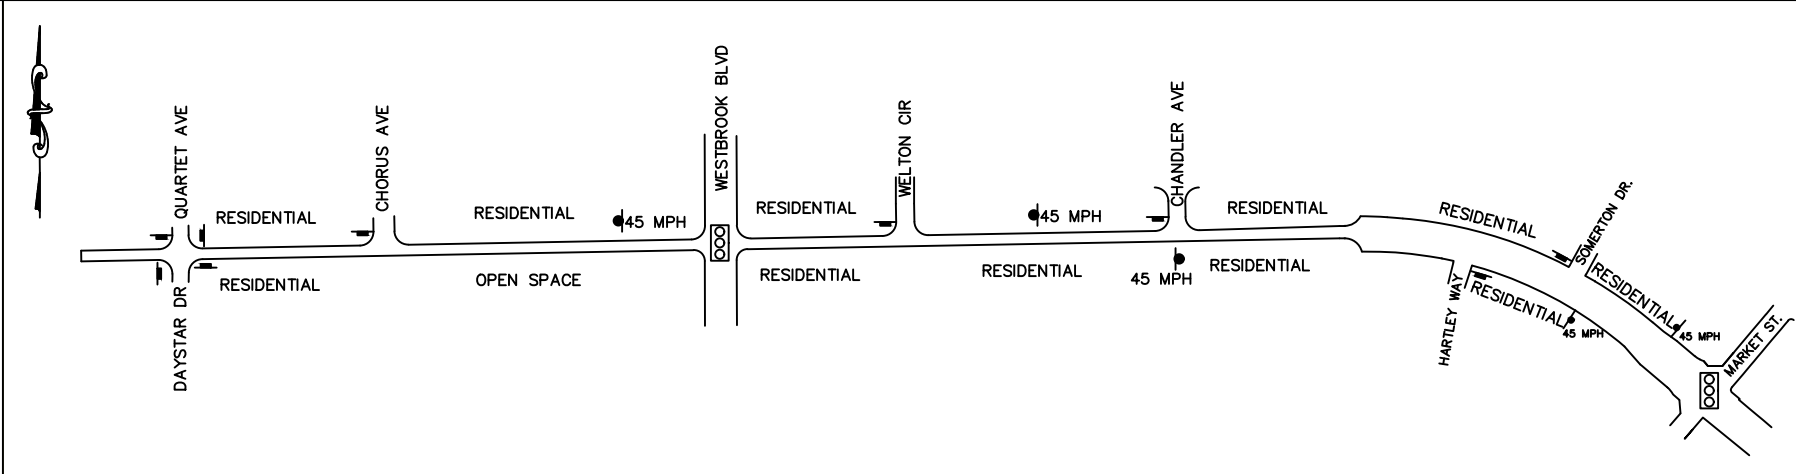 QUARTET AVE
DAYSTAR DR
RESIDENTIAL
RESIDENTIAL
CHORUS AVE
RESIDENTIAL
OPEN SPACE
45 MPH
WESTBROOK BLVD
RESIDENTIAL
RESIDENTIAL
WELTON CIR
RESIDENTIAL
45 MPH
CHANDLER AVE
45 MPH
RESIDENTIAL
RESIDENTIAL
RESIDENTIAL
HARTLEY WAY
RESIDENTIAL
45 MPH
SOMERTON DR.
RESIDENTIAL
45 MPH
MARKET ST.